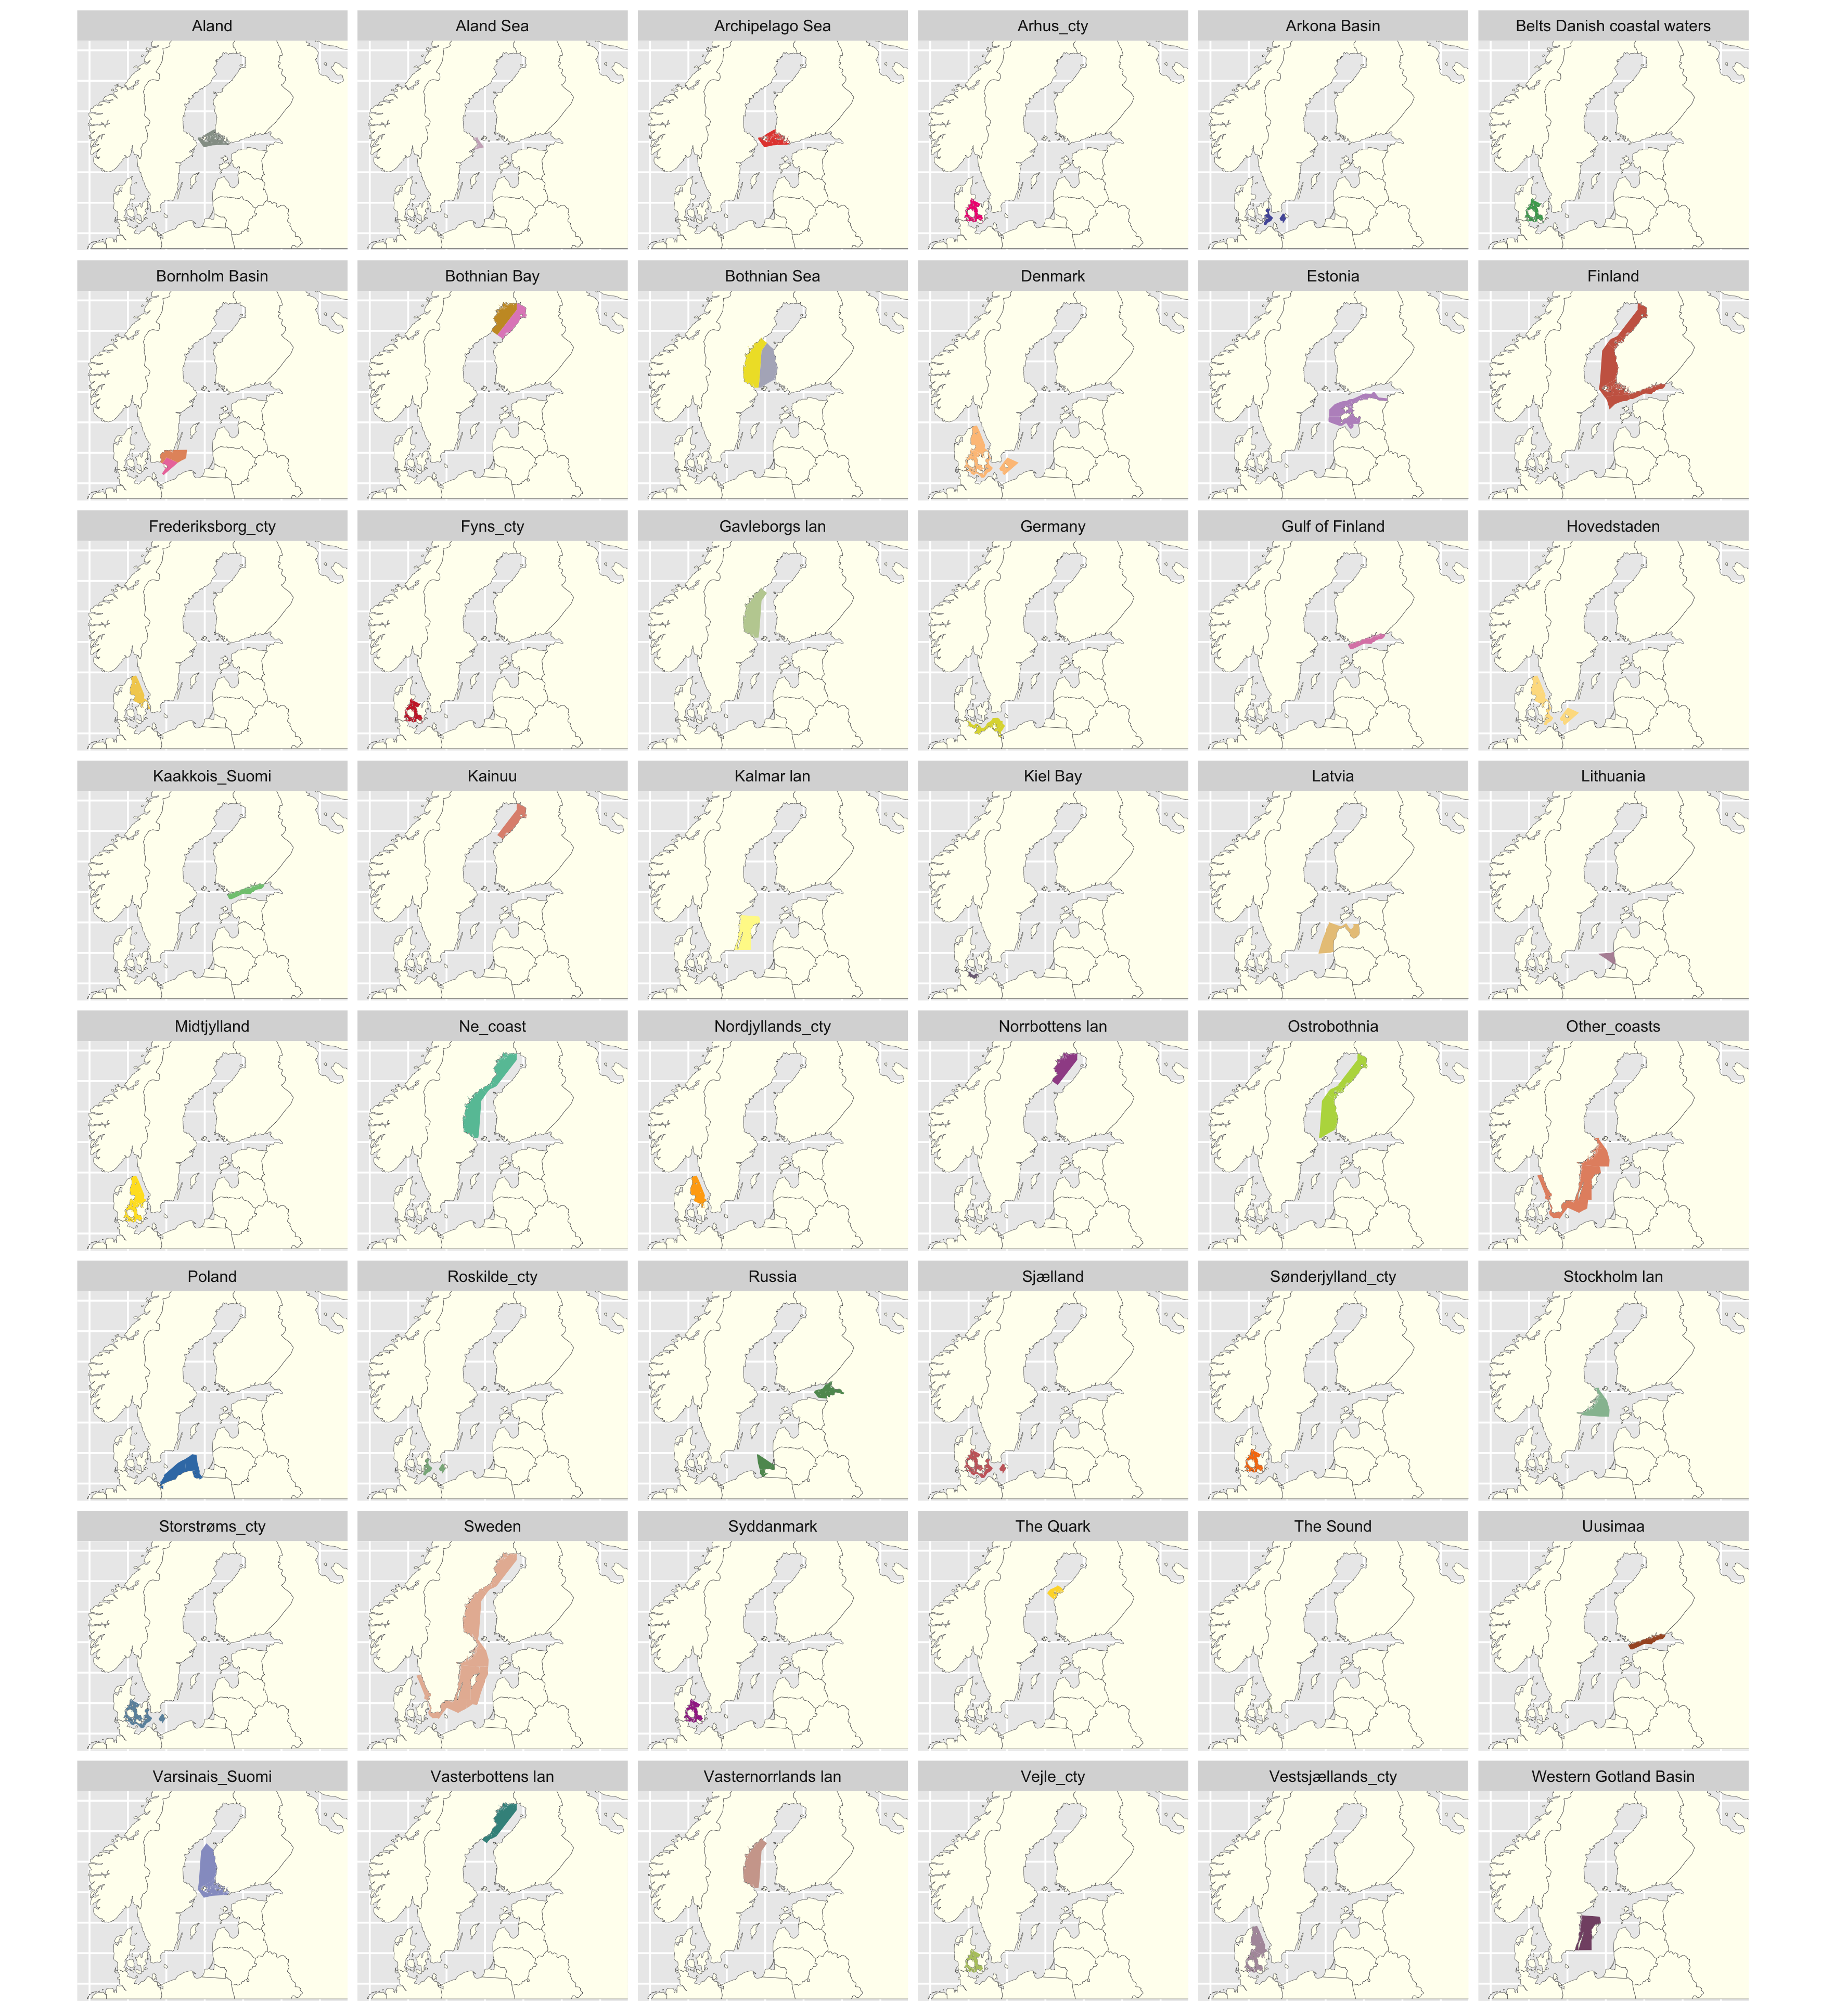 Aland
Aland Sea
Archipelago Sea
Arhus_cty
Arkona Basin
Belts Danish coastal waters
Bornholm Basin
Bothnian Bay
Bothnian Sea
Denmark
Estonia
Finland
Frederiksborg_cty
Fyns_cty
Gavleborgs lan
Germany
Gulf of Finland
Hovedstaden
Kaakkois_Suomi
Kainuu
Kalmar lan
Kiel Bay
Latvia
Lithuania
Midtjylland
Ne_coast
Nordjyllands_cty
Norrbottens lan
Ostrobothnia
Other_coasts
Poland
Roskilde_cty
Russia
Sjælland
Sønderjylland_cty
Stockholm lan
Storstrøms_cty
Sweden
Syddanmark
The Quark
The Sound
Uusimaa
Varsinais_Suomi
Vasterbottens lan
Vasternorrlands lan
Vejle_cty
Vestsjællands_cty
Western Gotland Basin